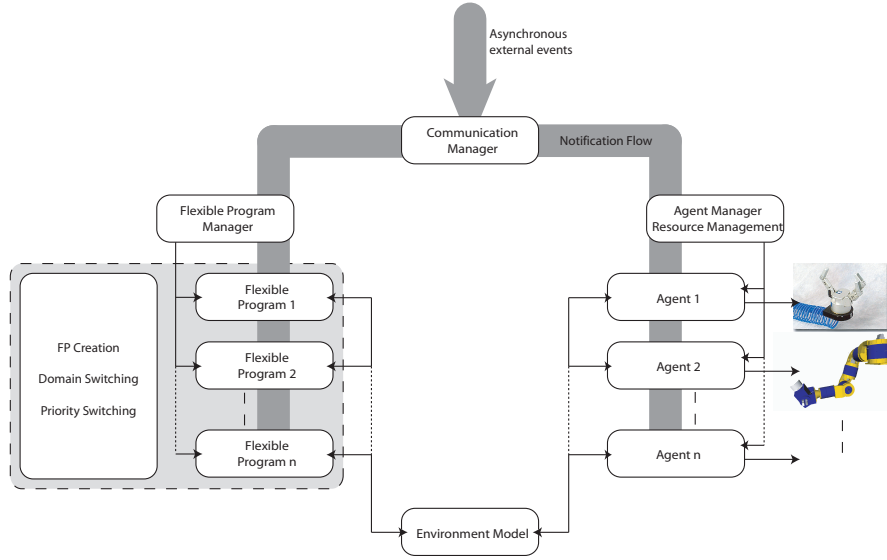 Asynchronous
external events
Communication
Manager
Notification Flow
Flexible Program
Manager
Agent Manager
Resource Management
FP Creation
Domain Switching
Priority Switching
Flexible
Program 1
Flexible
Program 2
Flexible
Program n
Agent 1
Agent 2
Agent n
Environment Model